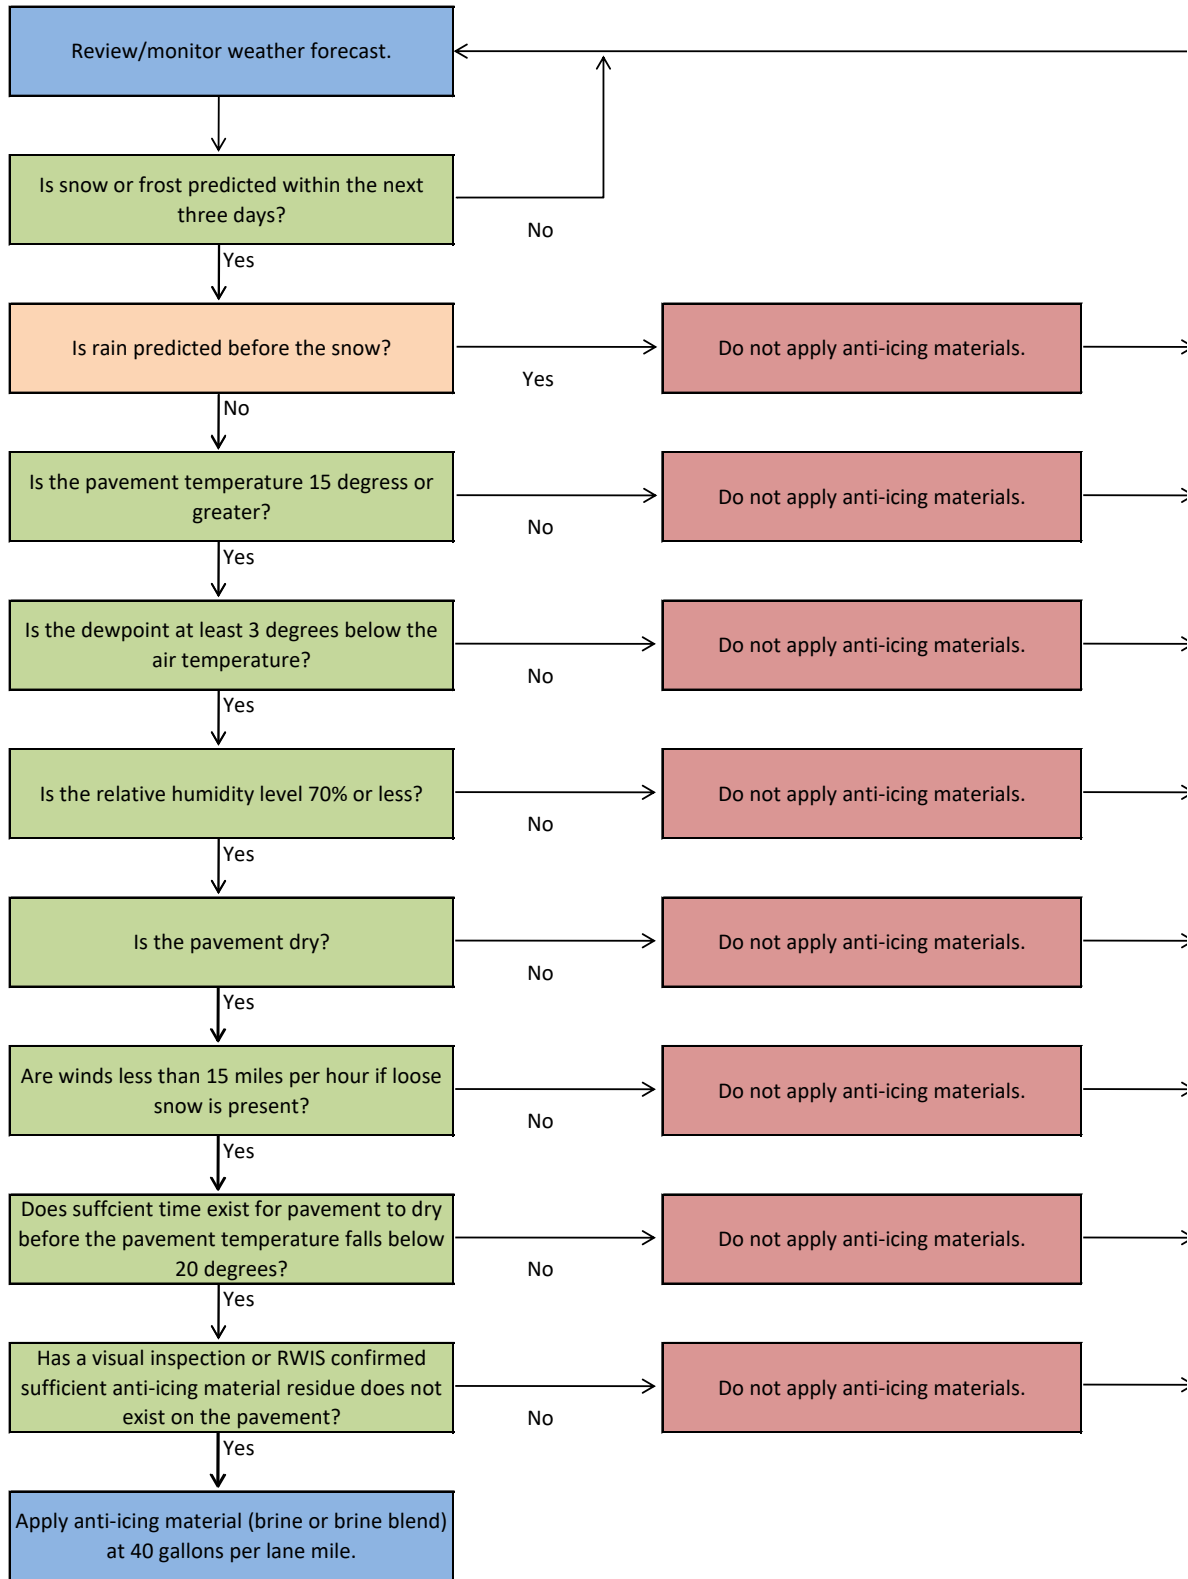 Review/monitor weather forecast.
Is snow or frost predicted within the next
three days?
No
Yes
Is rain predicted before the snow?
Do not apply anti-icing materials.
Yes
No
Is the pavement temperature 15 degress or
greater?
Do not apply anti-icing materials.
No
Yes
Is the dewpoint at least 3 degrees below the
air temperature?
Do not apply anti-icing materials.
No
Yes
Is the relative humidity level 70% or less?
Do not apply anti-icing materials.
No
Yes
Is the pavement dry?
Do not apply anti-icing materials.
No
Yes
Are winds less than 15 miles per hour if loose
snow is present?
Do not apply anti-icing materials.
No
Yes
Does suffcient time exist for pavement to dry
before the pavement temperature falls below
20 degrees?
Do not apply anti-icing materials.
No
Yes
Has a visual inspection or RWIS confirmed
sufficient anti-icing material residue does not
exist on the pavement?
Do not apply anti-icing materials.
No
Yes
Apply anti-icing material (brine or brine blend)
at 40 gallons per lane mile.